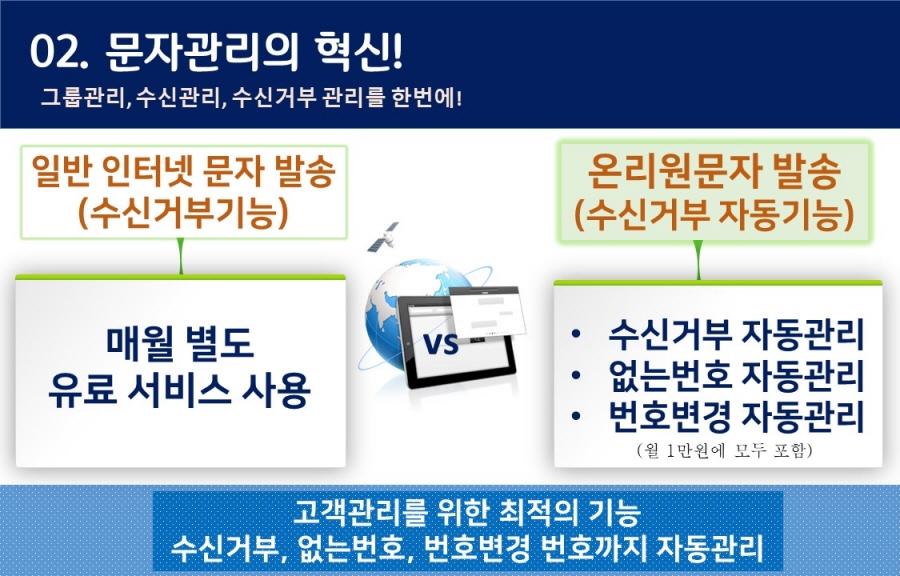 02. 문자관리의 혁신!
그룹관리, 수신관리, 수신거부 관리를 한번에!
일반 인터넷 문자 발송
(수신거부기능)
매월 별도
유료 서비스 사용
VS
온리원문자 발송
(수신거부 자동기능)
• 수신거부 자동관리
• 없는번호 자동관리
• 번호변경 자동관리
(월 1만원에 모두 포함)
고객관리를 위한 최적의 기능
수신거부, 없는번호, 번호변경 번호까지 자동관리